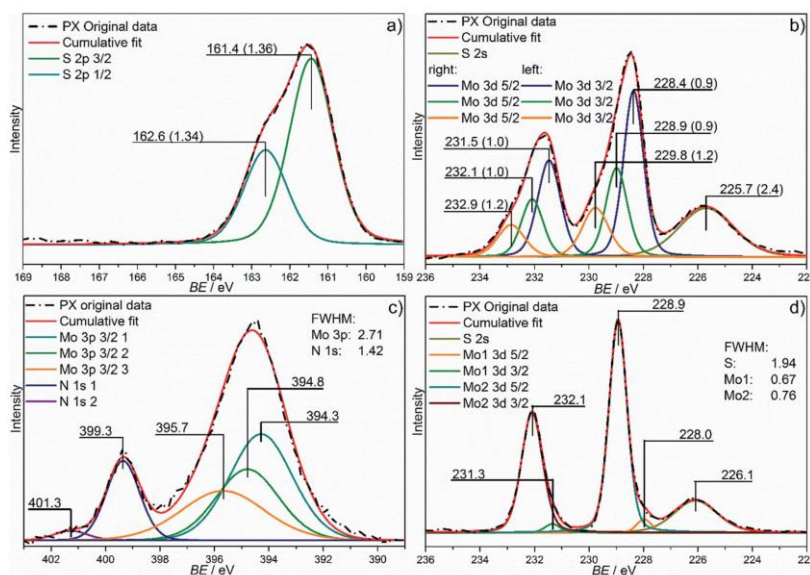 a)
PX Original data
Cumulative fit
S 2p 3/2
S 2p 1/2
161.4 (1.36)
162.6 (1.34)
Intensity
169 168 167 166 165 164 163 162 161 160 159
BE / eV
b)
PX Original data
Cumulative fit
S 2s
right: left:
Mo 3d 5/2 Mo 3d 3/2
Mo 3d 5/2 Mo 3d 3/2
Mo 3d 5/2 Mo 3d 3/2
228.4 (0.9)
228.9 (0.9)
229.8 (1.2)
231.5 (1.0)
232.1 (1.0)
232.9 (1.2)
225.7 (2.4)
Intensity
236 234 232 230 228 226 224
BE / eV
c)
PX original data
Cumulative fit
Mo 3p 3/2 1
Mo 3p 3/2 2
Mo 3p 3/2 3
N 1s 1
N 1s 2
FWHM:
Mo 3p: 2.71
N 1s: 1.42
394.8
394.3
395.7
399.3
401.3
Intensity
402 400 398 396 394 392 390
BE / eV
d)
PX Original data
Cumulative fit
S 2s
Mo1 3d 5/2
Mo1 3d 3/2
Mo2 3d 5/2
Mo2 3d 3/2
228.9
FWHM:
S: 1.94
Mo1: 0.67
Mo2: 0.76
232.1
231.3
228.0
226.1
Intensity
236 234 232 230 228 226 224
BE / eV